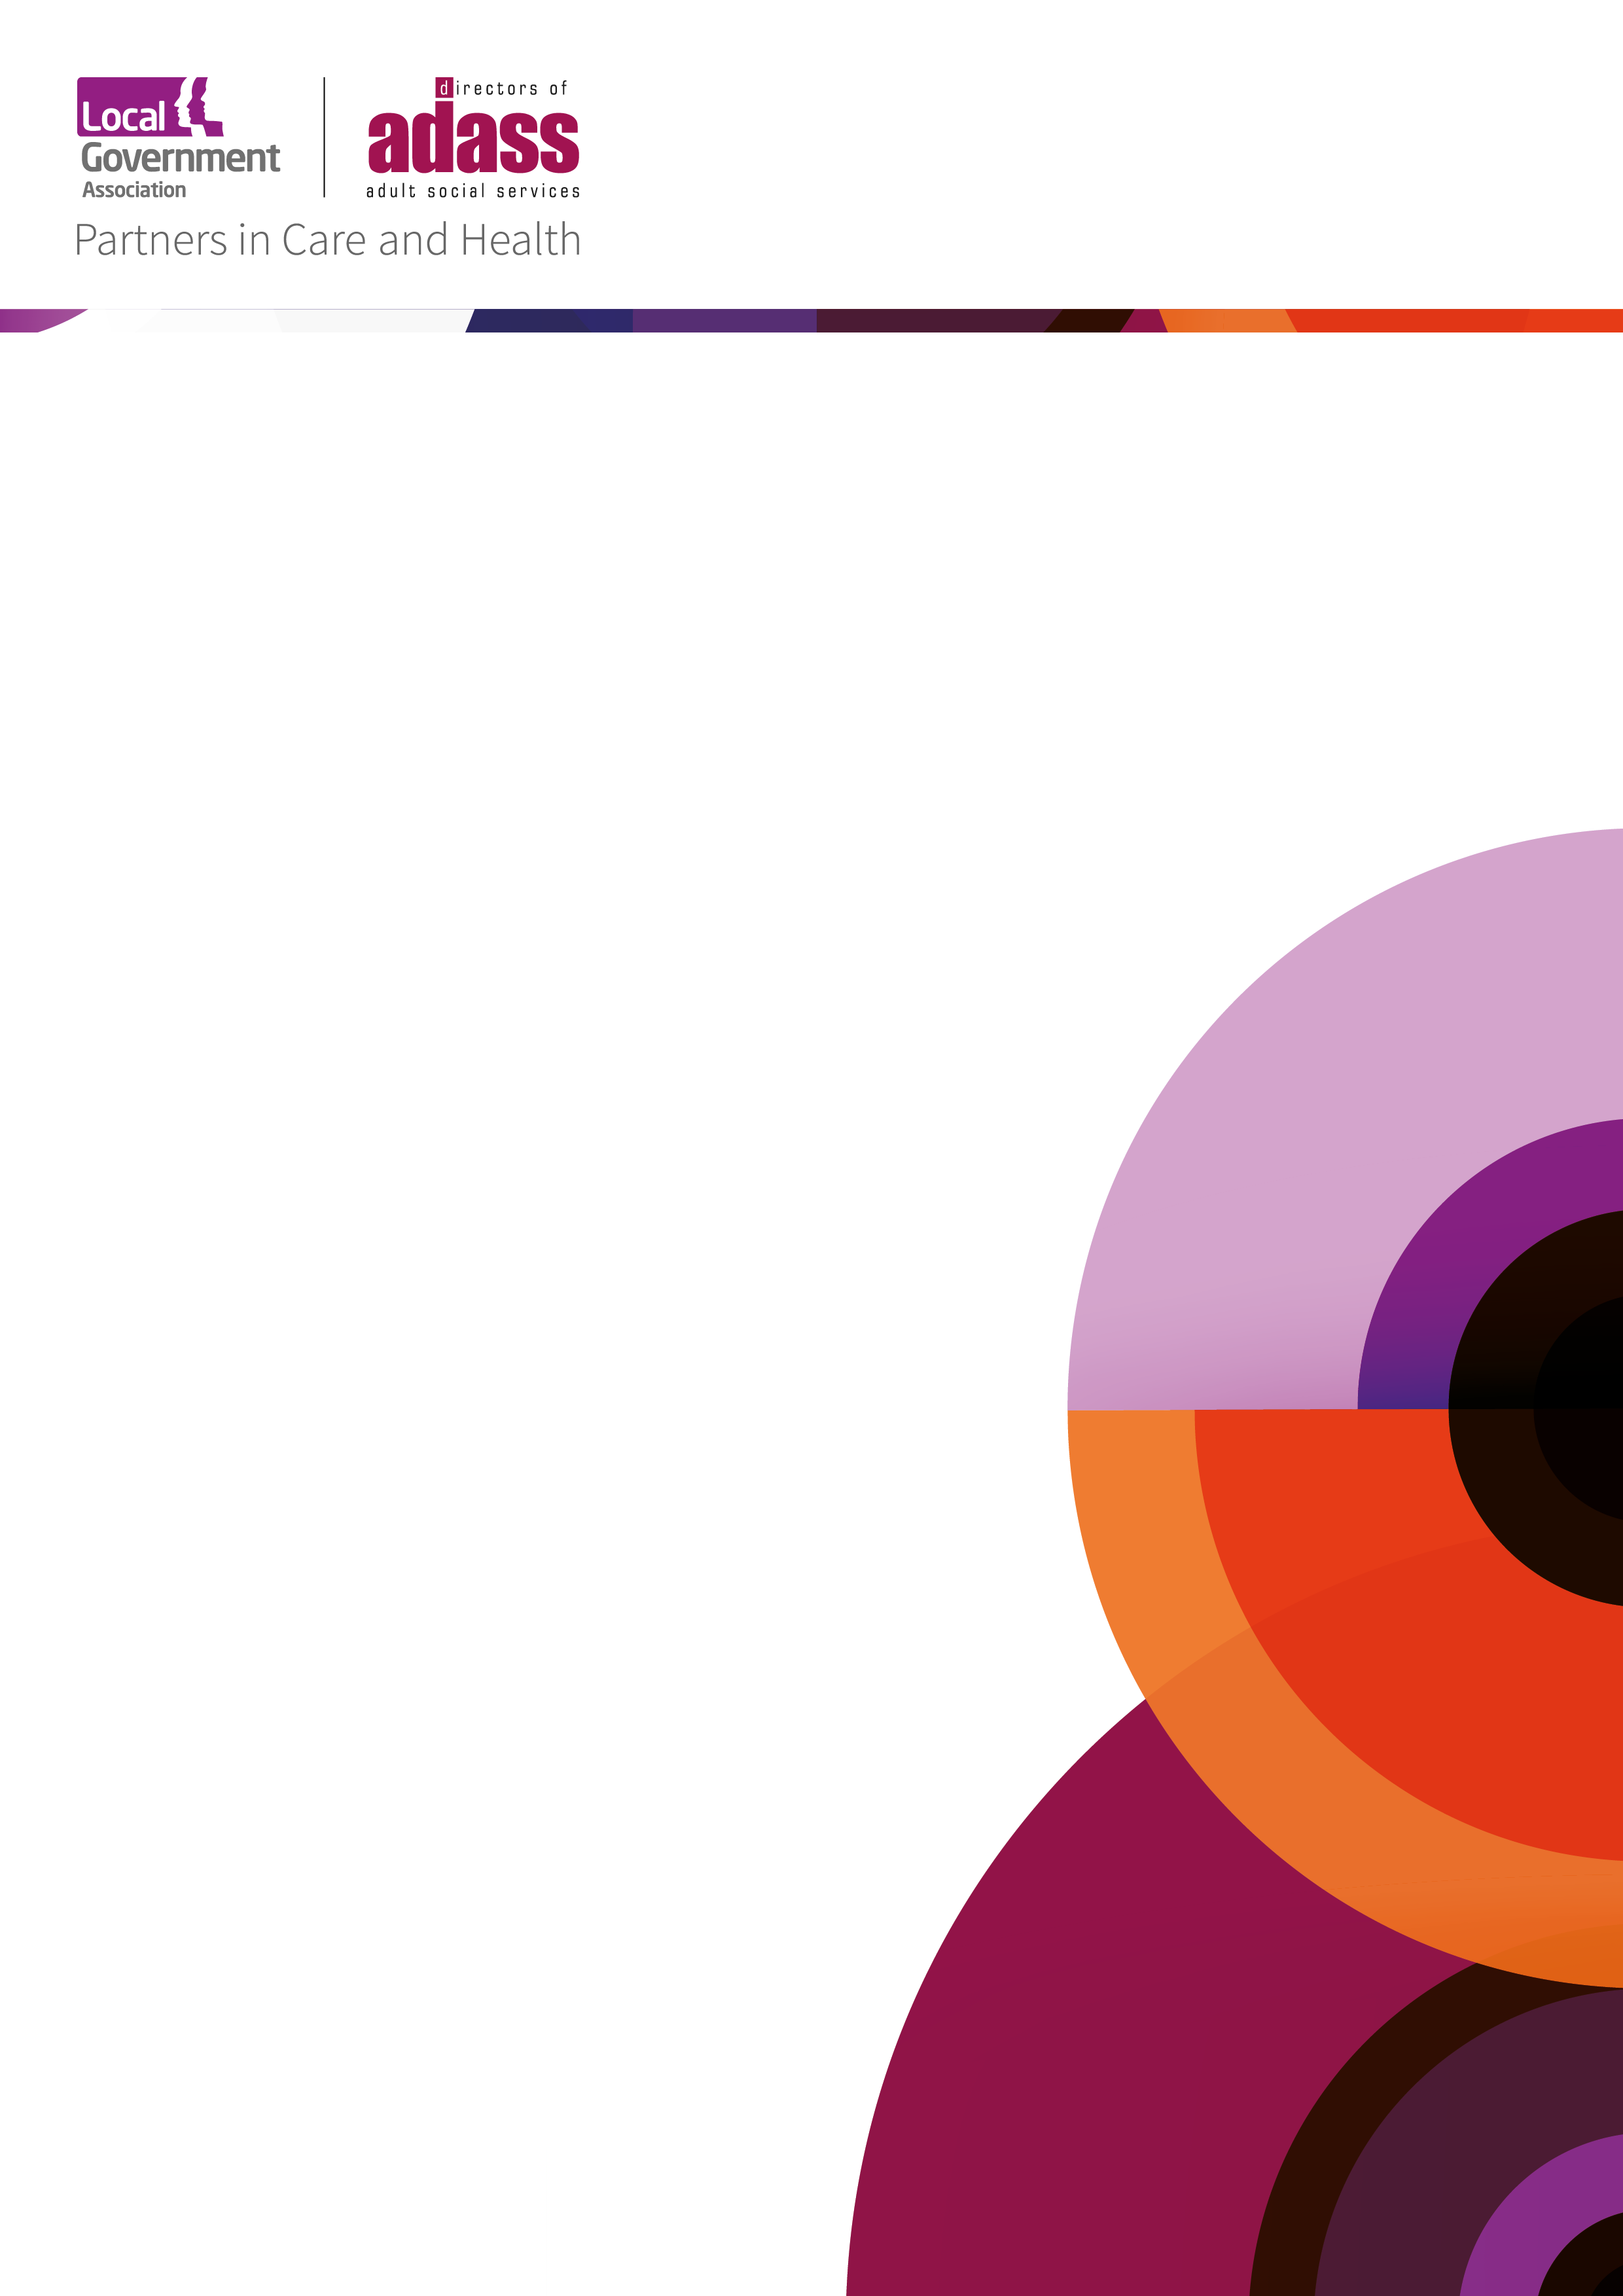 Local
Government
Association
directors of
adass
adult social services
Partners in Care and Health